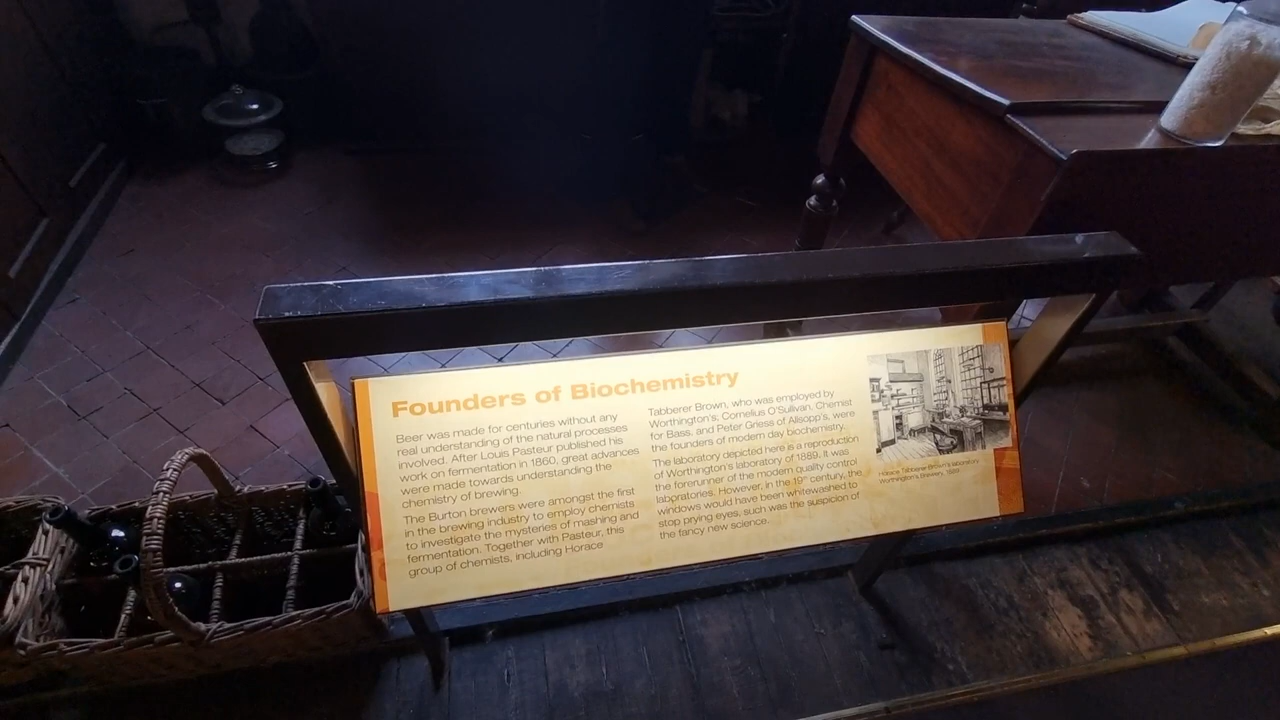 Founders of Biochemistry
Beer was made for centuries without any
real understanding of the natural processes
involved. After Louis Pasteur published his
work on fermentation in 1860, great advances
were made towards understanding the
chemistry of brewing.
The Burton brewers were amongst the first
in the brewing industry to employ chemists
to investigate the mysteries of mashing and
fermentation. Together with Pasteur, this
group of chemists, including Horace
Tabberer Brown, who was employed by
Worthington's; Cornelius O'Sullivan, Chemist
for Bass, and Peter Griess of Allsopp's, were
the founders of modern day biochemistry.
The laboratory depicted here is a reproduction
of Worthington's laboratory of 1889. It was
the forerunner of the modern quality control
laboratories. However, in the 19th century, the
windows would have been whitewashed to
stop prying eyes, such was the suspicion of
the fancy new science.
Horace Tabberer Brown's laboratory,
Worthington's Brewery, 1889